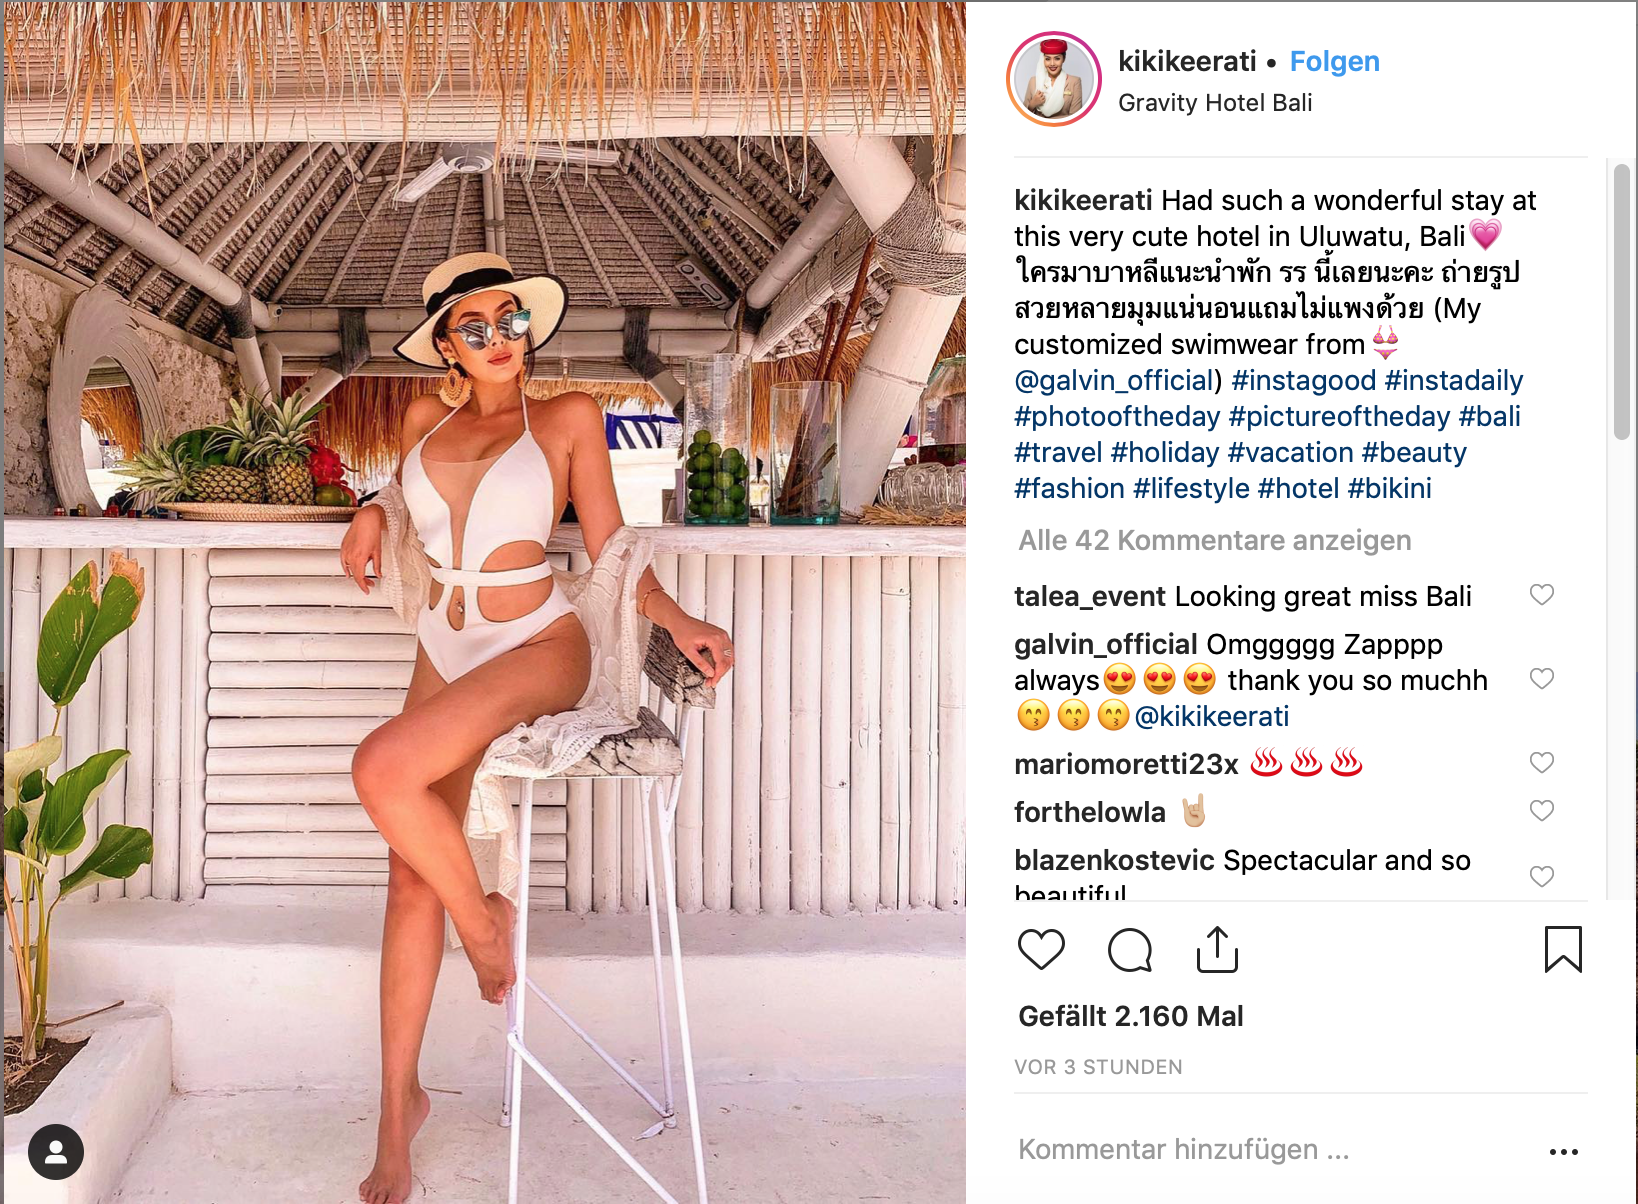 kikikeerati • Folgen
Gravity Hotel Bali
kikikeerati Had such a wonderful stay at
this very cute hotel in Uluwatu, Bali💗
ใครมาบาหลีแนะนำพัก รร นี้เลยนะคะ ถ่ายรูป
สวยหลายมุมแน่นอนแถมไม่แพงด้วย (My
customized swimwear from👙
@galvin_official) #instagood #instadaily
#photooftheday #pictureoftheday #bali
#travel #holiday #vacation #beauty
#fashion #lifestyle #hotel #bikini
Alle 42 Kommentare anzeigen
talea_event Looking great miss Bali
galvin_official Omggggg Zapppp
always😍😍😍 thank you so muchh
😙😙😙@kikikeerati
mariomoretti23x ♨️♨️♨️
forthelowla 🤘🏼
blazenkostevic Spectacular and so
beautiful
Gefällt 2.160 Mal
VOR 3 STUNDEN
Kommentar hinzufügen ...